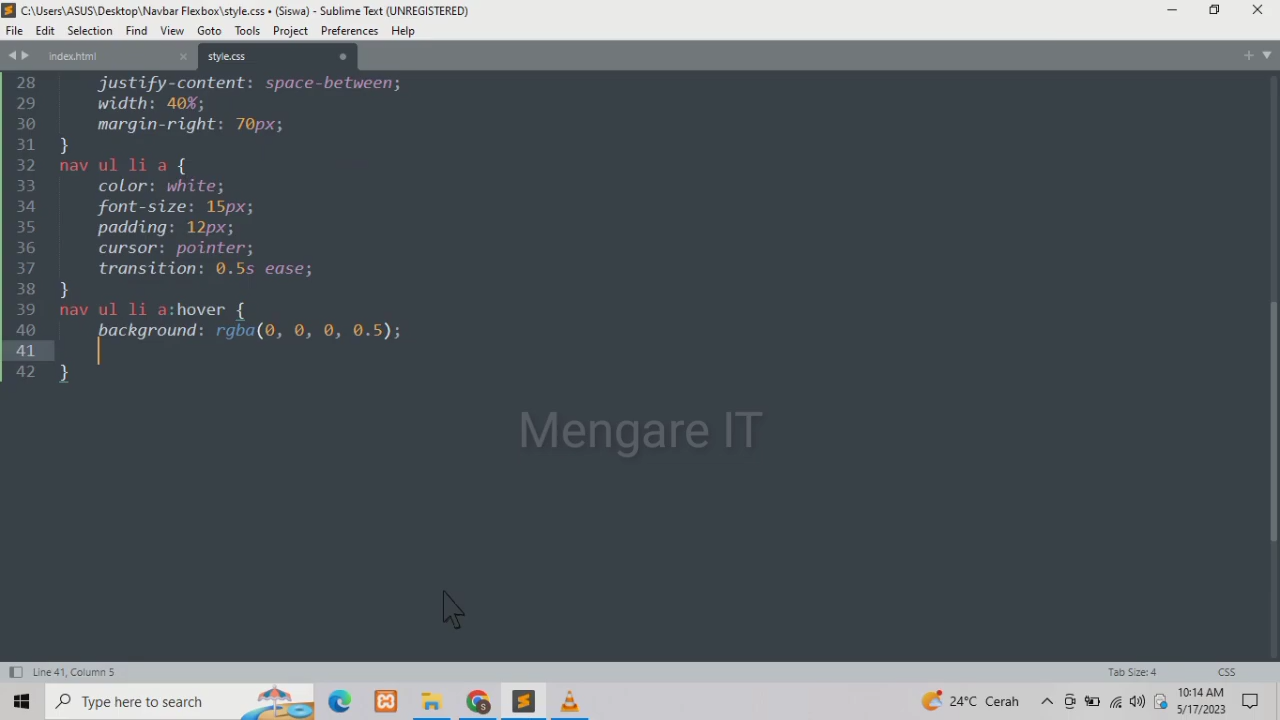 C:\Users\ASUS\Desktop\Navbar Flexbox\style.css • (Siswa) - Sublime Text (UNREGISTERED)
File Edit Selection Find View Goto Tools Project Preferences Help
index.html style.css
28 justify-content: space-between;
29 width: 40%;
30 margin-right: 70px;
31 }
32 nav ul li a {
33 color: white;
34 font-size: 15px;
35 padding: 12px;
36 cursor: pointer;
37 transition: 0.5s ease;
38 }
39 nav ul li a:hover {
40 background: rgba(0, 0, 0, 0.5);
41
42 }
Mengare IT
Line 41, Column 5 Tab Size: 4 CSS
Type here to search 24°C Cerah 10:14 AM
5/17/2023